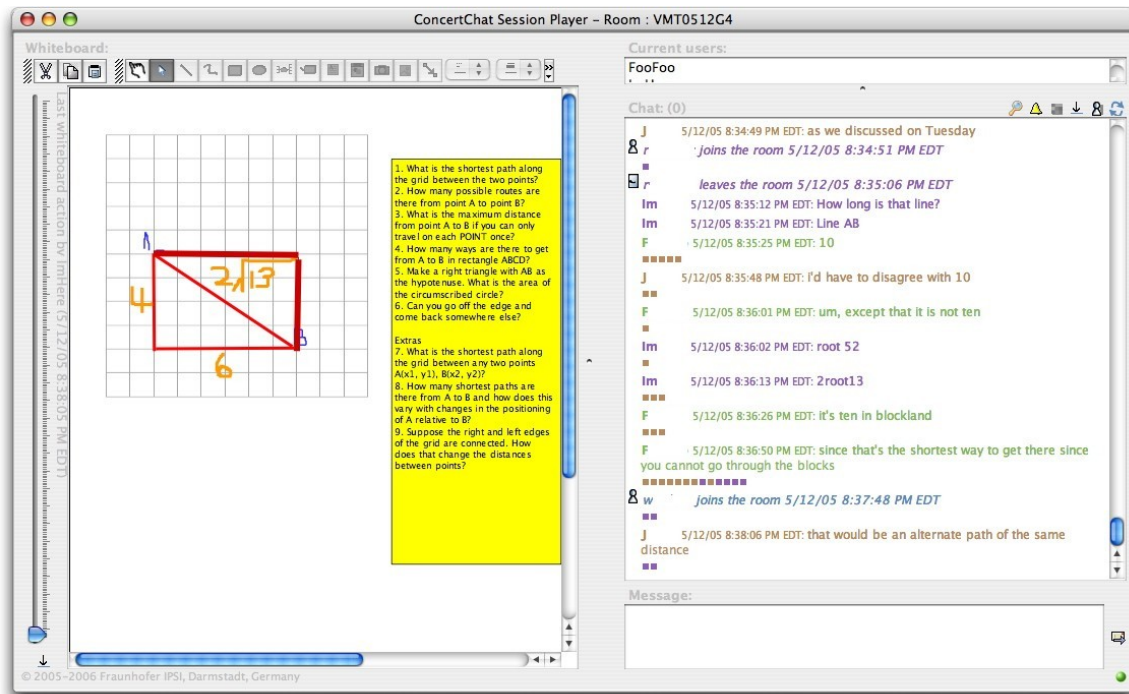 ConcertChat Session Player – Room : VMT0512G4
Whiteboard:
Last whiteboard action by ImHere (5/12/05 8:38:05 PM EDT)
A
2√13
4
B
6
1. What is the shortest path along
the grid between the two points?
2. How many possible routes are
there from point A to point B?
3. What is the maximum distance
from point A to B if you can only
travel on each POINT once?
4. How many ways are there to get
from A to B in rectangle ABCD?
5. Make a right triangle with AB as
the hypotenuse. What is the area of
the circumscribed circle?
6. Can you go off the edge and
come back somewhere else?
Extras
7. What is the shortest path along
the grid between any two points
A(x1, y1), B(x2, y2)?
8. How many shortest paths are
there from A to B and how does this
vary with changes in the positioning
of A relative to B?
9. Suppose the right and left edges
of the grid are connected. How
does that change the distances
between points?
Current users:
FooFoo
Chat: (0)
J 5/12/05 8:34:49 PM EDT: as we discussed on Tuesday
r joins the room 5/12/05 8:34:51 PM EDT
r leaves the room 5/12/05 8:35:06 PM EDT
Im 5/12/05 8:35:12 PM EDT: How long is that line?
Im 5/12/05 8:35:21 PM EDT: Line AB
F 5/12/05 8:35:25 PM EDT: 10
J 5/12/05 8:35:48 PM EDT: i'd have to disagree with 10
F 5/12/05 8:36:01 PM EDT: um, except that it is not ten
Im 5/12/05 8:36:02 PM EDT: root 52
Im 5/12/05 8:36:13 PM EDT: 2root13
F 5/12/05 8:36:26 PM EDT: it's ten in blockland
F 5/12/05 8:36:50 PM EDT: since that's the shortest way to get there since
you cannot go through the blocks
w joins the room 5/12/05 8:37:48 PM EDT
J 5/12/05 8:38:06 PM EDT: that would be an alternate path of the same
distance
Message:
© 2005–2006 Fraunhofer IPSI, Darmstadt, Germany